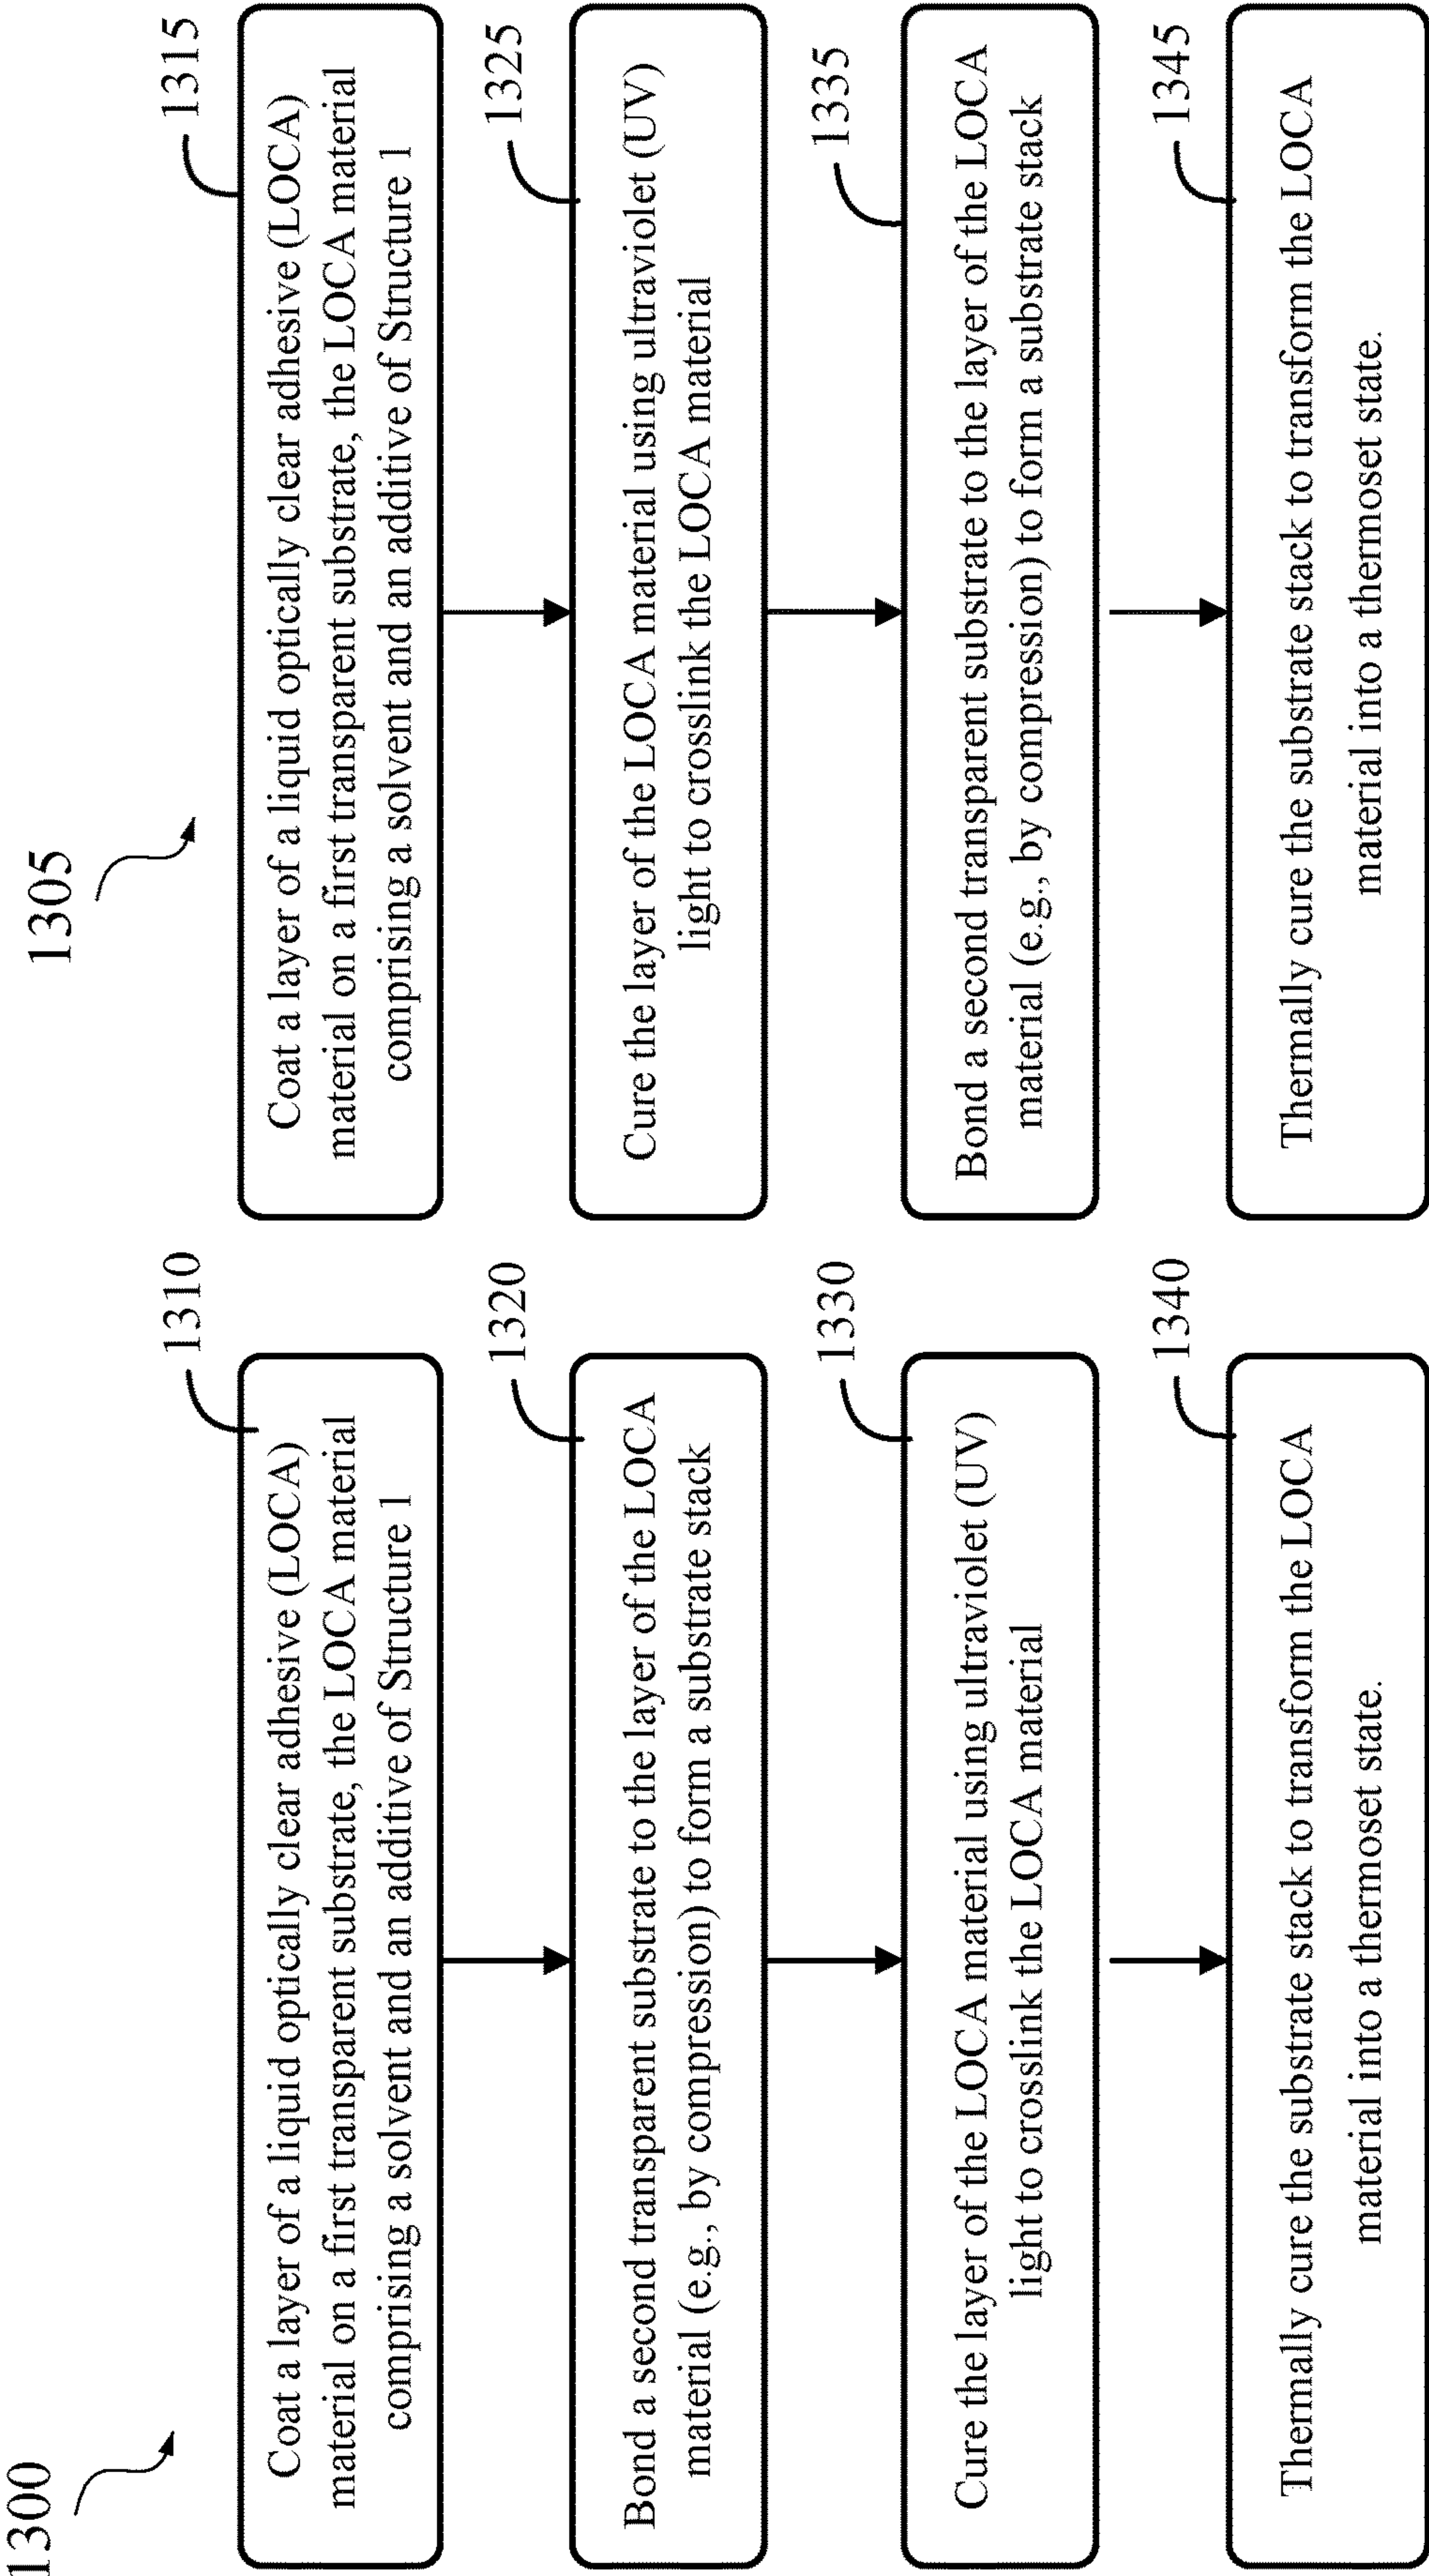 1300
1310
Coat a layer of a liquid optically clear adhesive (LOCA)
material on a first transparent substrate, the LOCA material
comprising a solvent and an additive of Structure 1
1320
Bond a second transparent substrate to the layer of the LOCA
material (e.g., by compression) to form a substrate stack
1330
Cure the layer of the LOCA material using ultraviolet (UV)
light to crosslink the LOCA material
1340
Thermally cure the substrate stack to transform the LOCA
material into a thermoset state.
1305
1315
Coat a layer of a liquid optically clear adhesive (LOCA)
material on a first transparent substrate, the LOCA material
comprising a solvent and an additive of Structure 1
1325
Cure the layer of the LOCA material using ultraviolet (UV)
light to crosslink the LOCA material
1335
Bond a second transparent substrate to the layer of the LOCA
material (e.g., by compression) to form a substrate stack
1345
Thermally cure the substrate stack to transform the LOCA
material into a thermoset state.